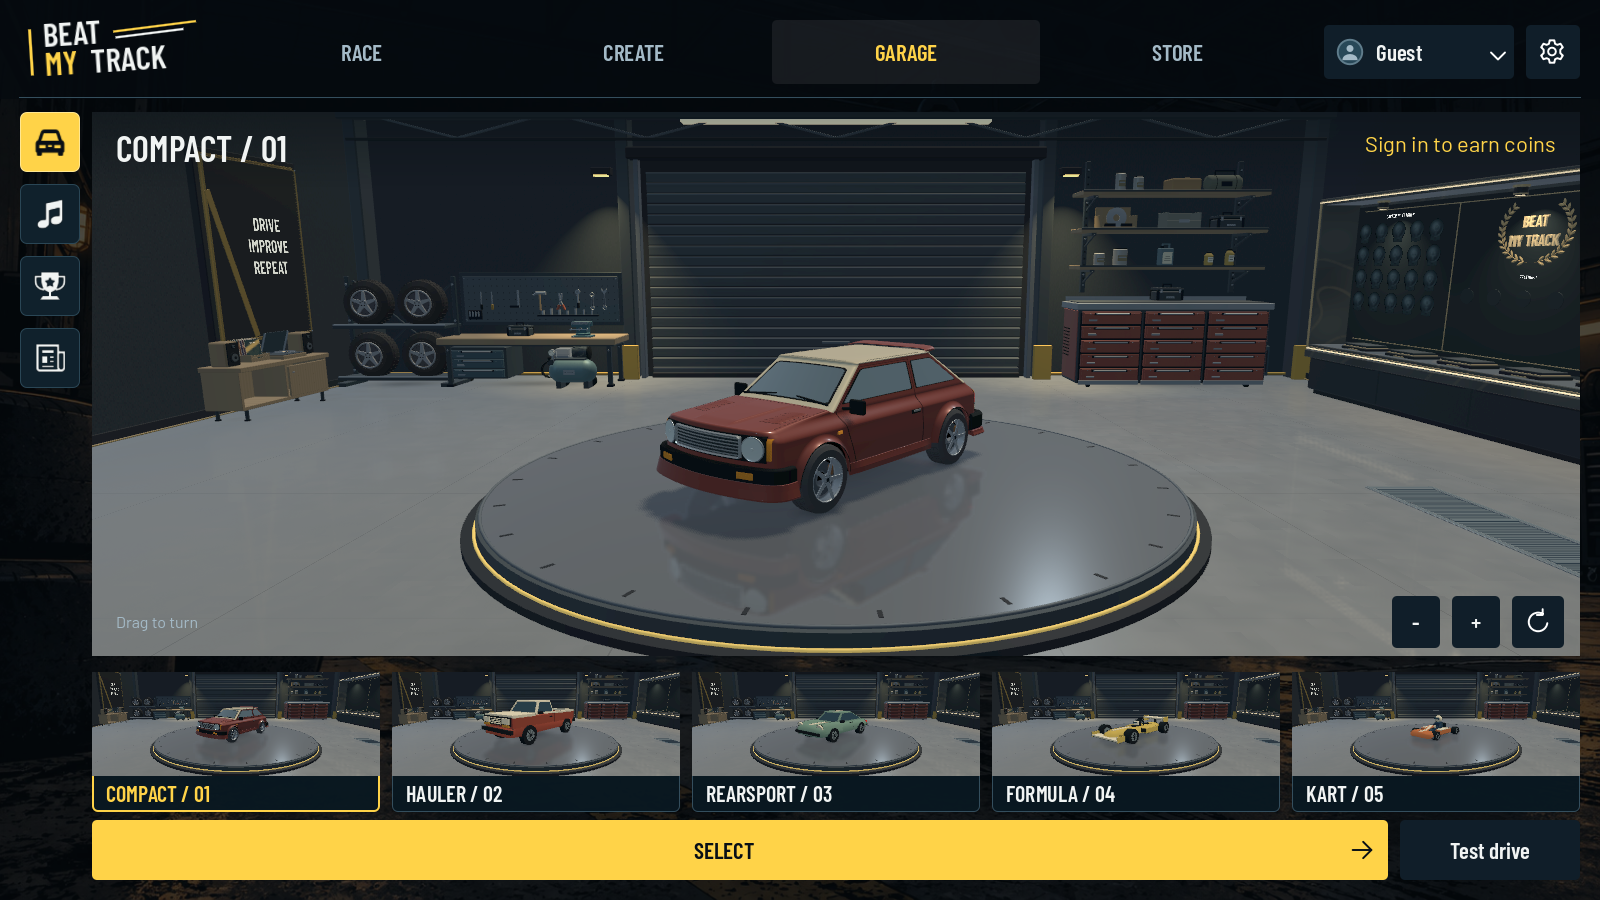 BEAT
MY TRACK
RACE
CREATE
GARAGE
STORE
Guest
COMPACT / 01
Sign in to earn coins
DRIVE
IMPROVE
REPEAT
BEAT
MY TRACK
Drag to turn
-
+
COMPACT / 01
HAULER / 02
REARSPORT / 03
FORMULA / 04
KART / 05
SELECT
Test drive